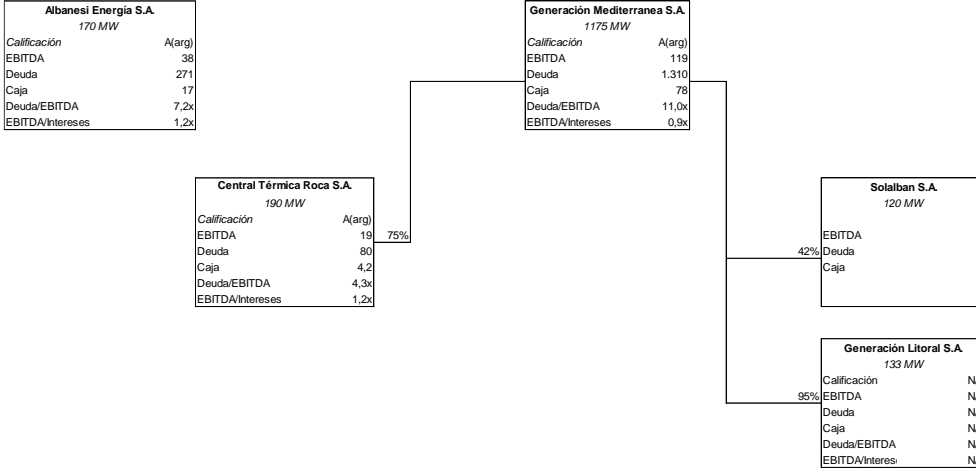 Albanesi Energía S.A.
170 MW
Calificación A(arg)
EBITDA 38
Deuda 271
Caja 17
Deuda/EBITDA 7,2x
EBITDA/Intereses 1,2x
Generación Mediterranea S.A.
1175 MW
Calificación A(arg)
EBITDA 119
Deuda 1.310
Caja 78
Deuda/EBITDA 11,0x
EBITDA/Intereses 0,9x
Central Térmica Roca S.A.
190 MW
Calificación A(arg)
EBITDA 19 75%
Deuda 80
Caja 4,2
Deuda/EBITDA 4,3x
EBITDA/Intereses 1,2x
Solalban S.A.
120 MW
EBITDA
42% Deuda
Caja
Generación Litoral S.A.
133 MW
Calificación
95% EBITDA
Deuda
Caja
Deuda/EBITDA